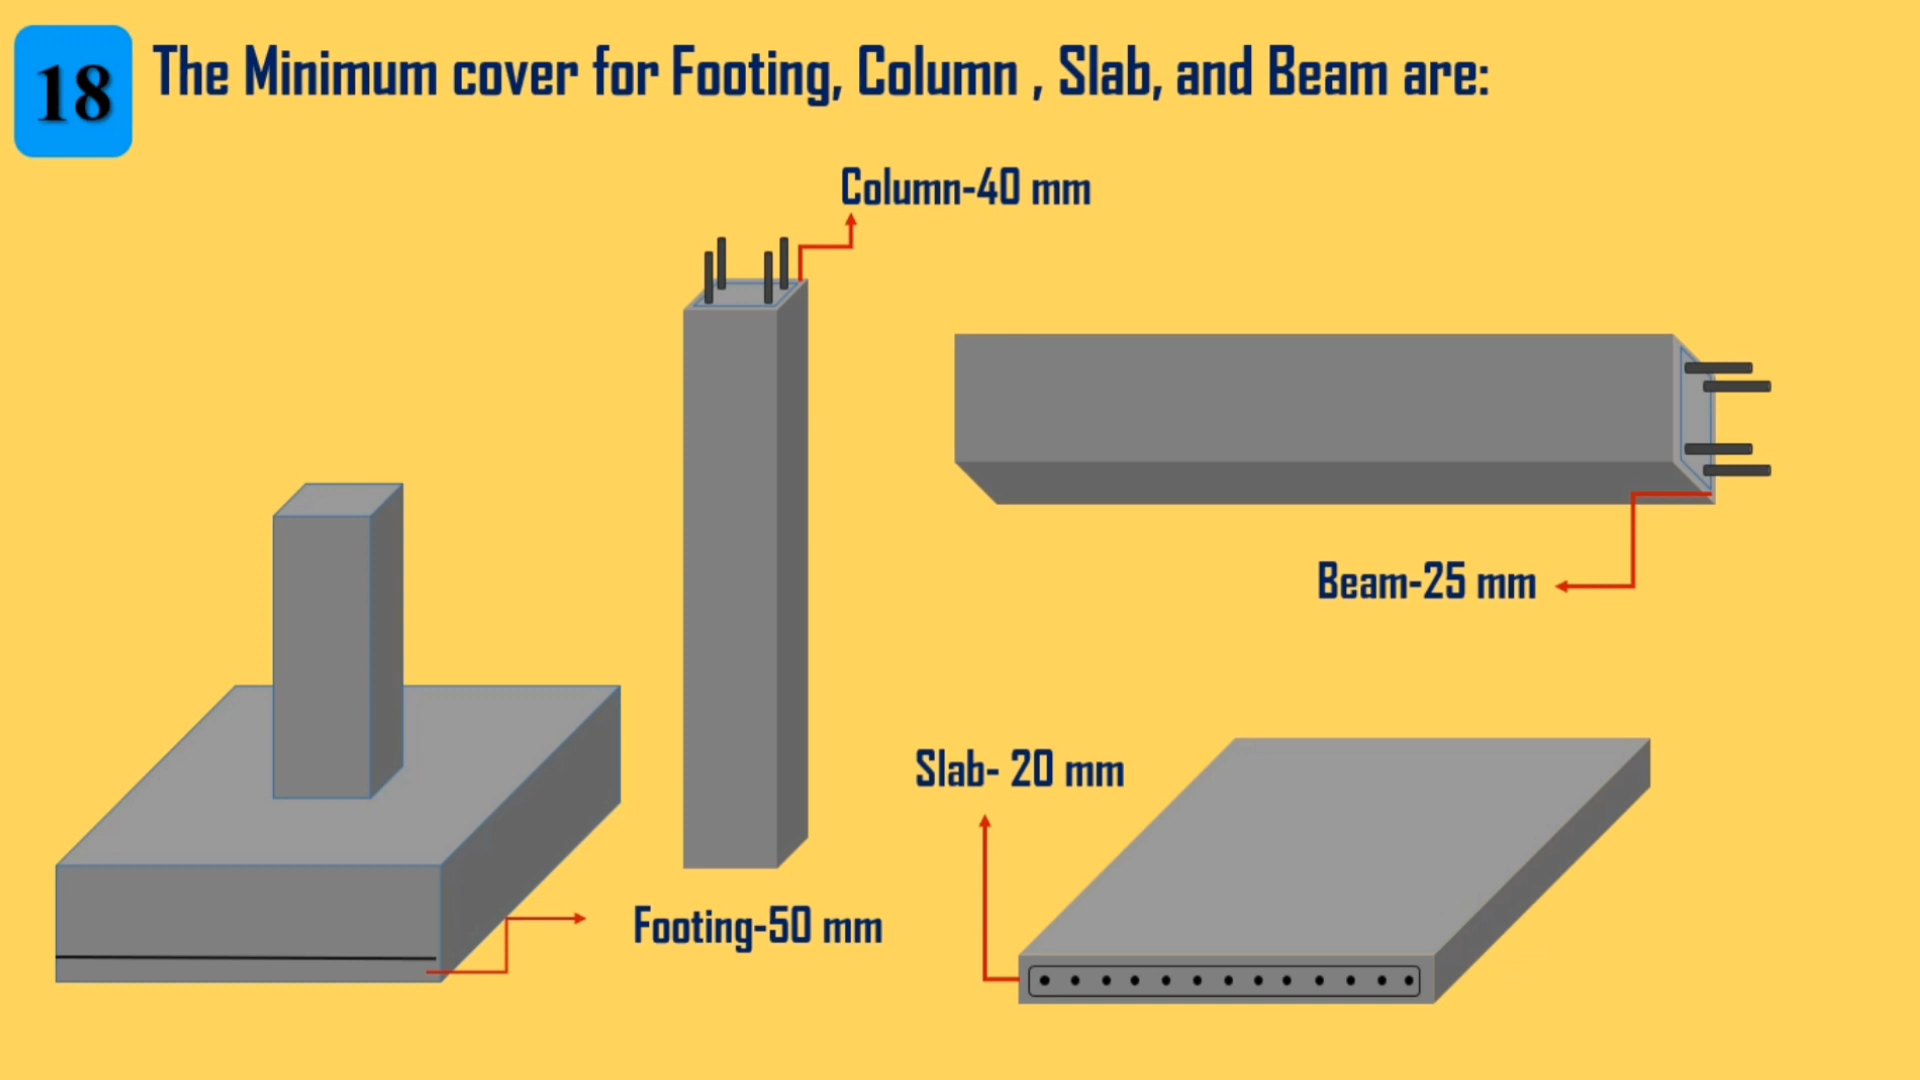 18
The Minimum cover for Footing, Column , Slab, and Beam are:
Column-40 mm
Beam-25 mm
Slab- 20 mm
Footing-50 mm